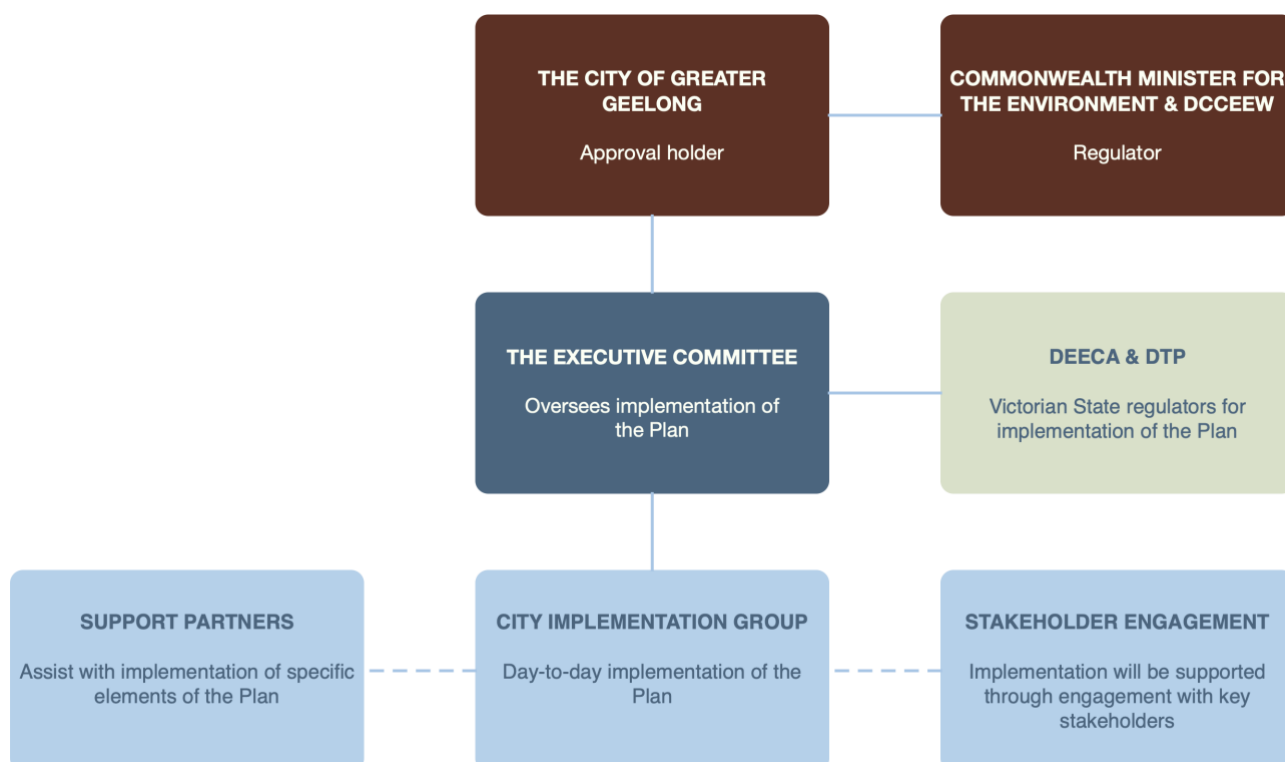 THE CITY OF GREATER
GEELONG
Approval holder
COMMONWEALTH MINISTER FOR
THE ENVIRONMENT & DCCEEW
Regulator
THE EXECUTIVE COMMITTEE
Oversees implementation of
the Plan
DEECA & DTP
Victorian State regulators for
implementation of the Plan
SUPPORT PARTNERS
Assist with implementation of specific
elements of the Plan
CITY IMPLEMENTATION GROUP
Day-to-day implementation of the
Plan
STAKEHOLDER ENGAGEMENT
Implementation will be supported
through engagement with key
stakeholders